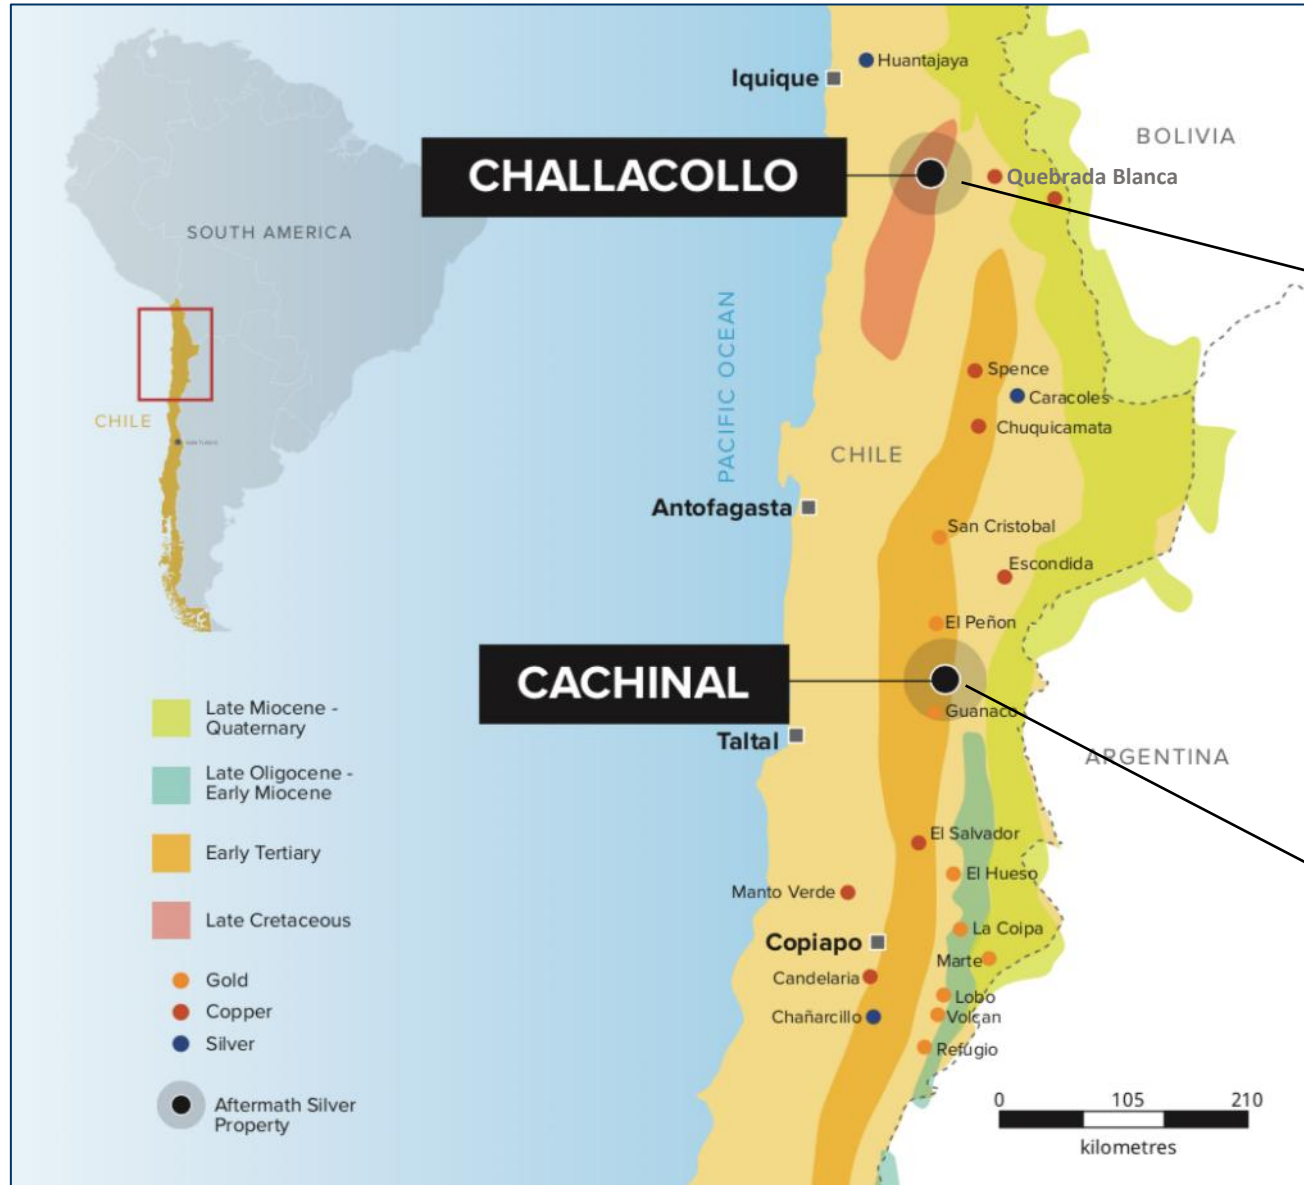 Huantajaya
Iquique
BOLIVIA
CHALLACOLLO
Quebrada Blanca
SOUTH AMERICA
PACIFIC OCEAN
Spence
Caracoles
CHILE
Chuquicamata
CHILE
Antofagasta
San Cristobal
Escondida
El Peñon
CACHINAL
Guanaco
Taltal
ARGENTINA
Late Miocene -
Quaternary
Late Oligocene -
Early Miocene
Early Tertiary
Late Cretaceous
Gold
Copper
Silver
Aftermath Silver
Property
El Salvador
El Hueso
Manto Verde
La Coipa
Copiapo
Marte
Candelaria
Lobo
Chañarcillo
Volcan
Refugio
0 105 210
kilometres